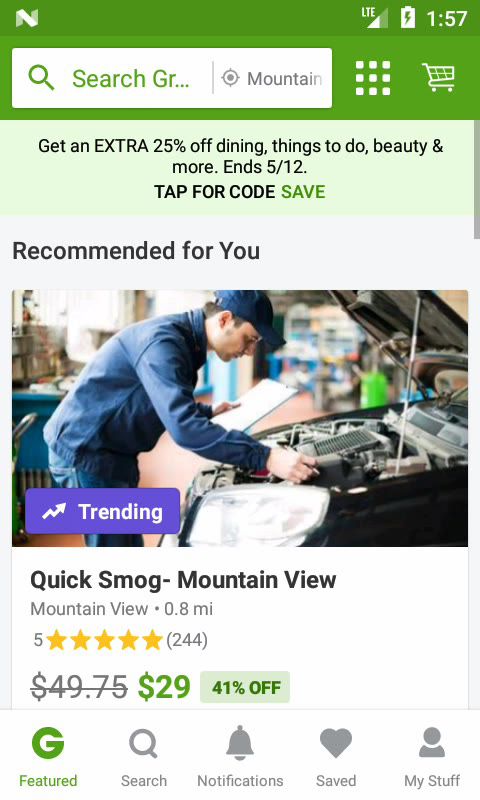 LTE 1:57
Search Gr... Mountain
Get an EXTRA 25% off dining, things to do, beauty &
more. Ends 5/12.
TAP FOR CODE SAVE
Recommended for You
Trending
Quick Smog- Mountain View
Mountain View • 0.8 mi
5 (244)
$49.75 $29 41% OFF
G
Featured Search Notifications Saved My Stuff